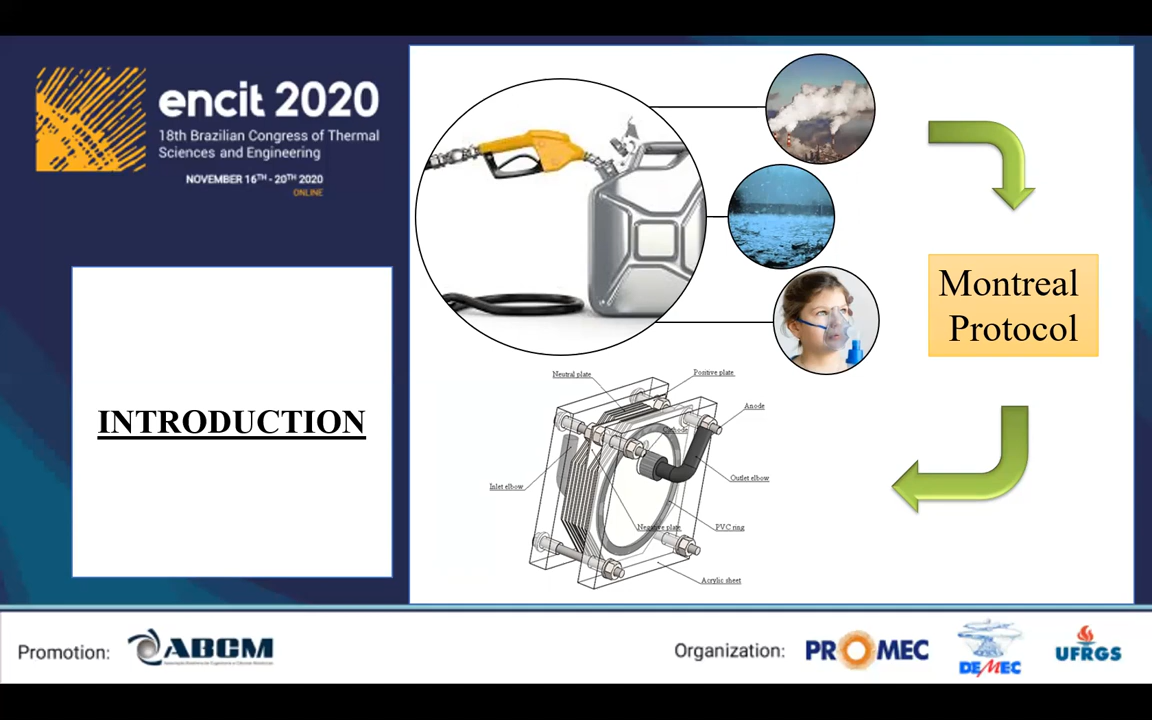 encit 2020
18th Brazilian Congress of Thermal
Sciences and Engineering
NOVEMBER 16TH - 20TH 2020
ONLINE
INTRODUCTION
Montreal
Protocol
Neutral plate
Positive plate
Anode
Cathode
Inlet elbow
Outlet elbow
Negative plate
PVC ring
Acrylic sheet
Promotion:
ABCM
Organization:
PROMEC
DEMEC
UFRGS